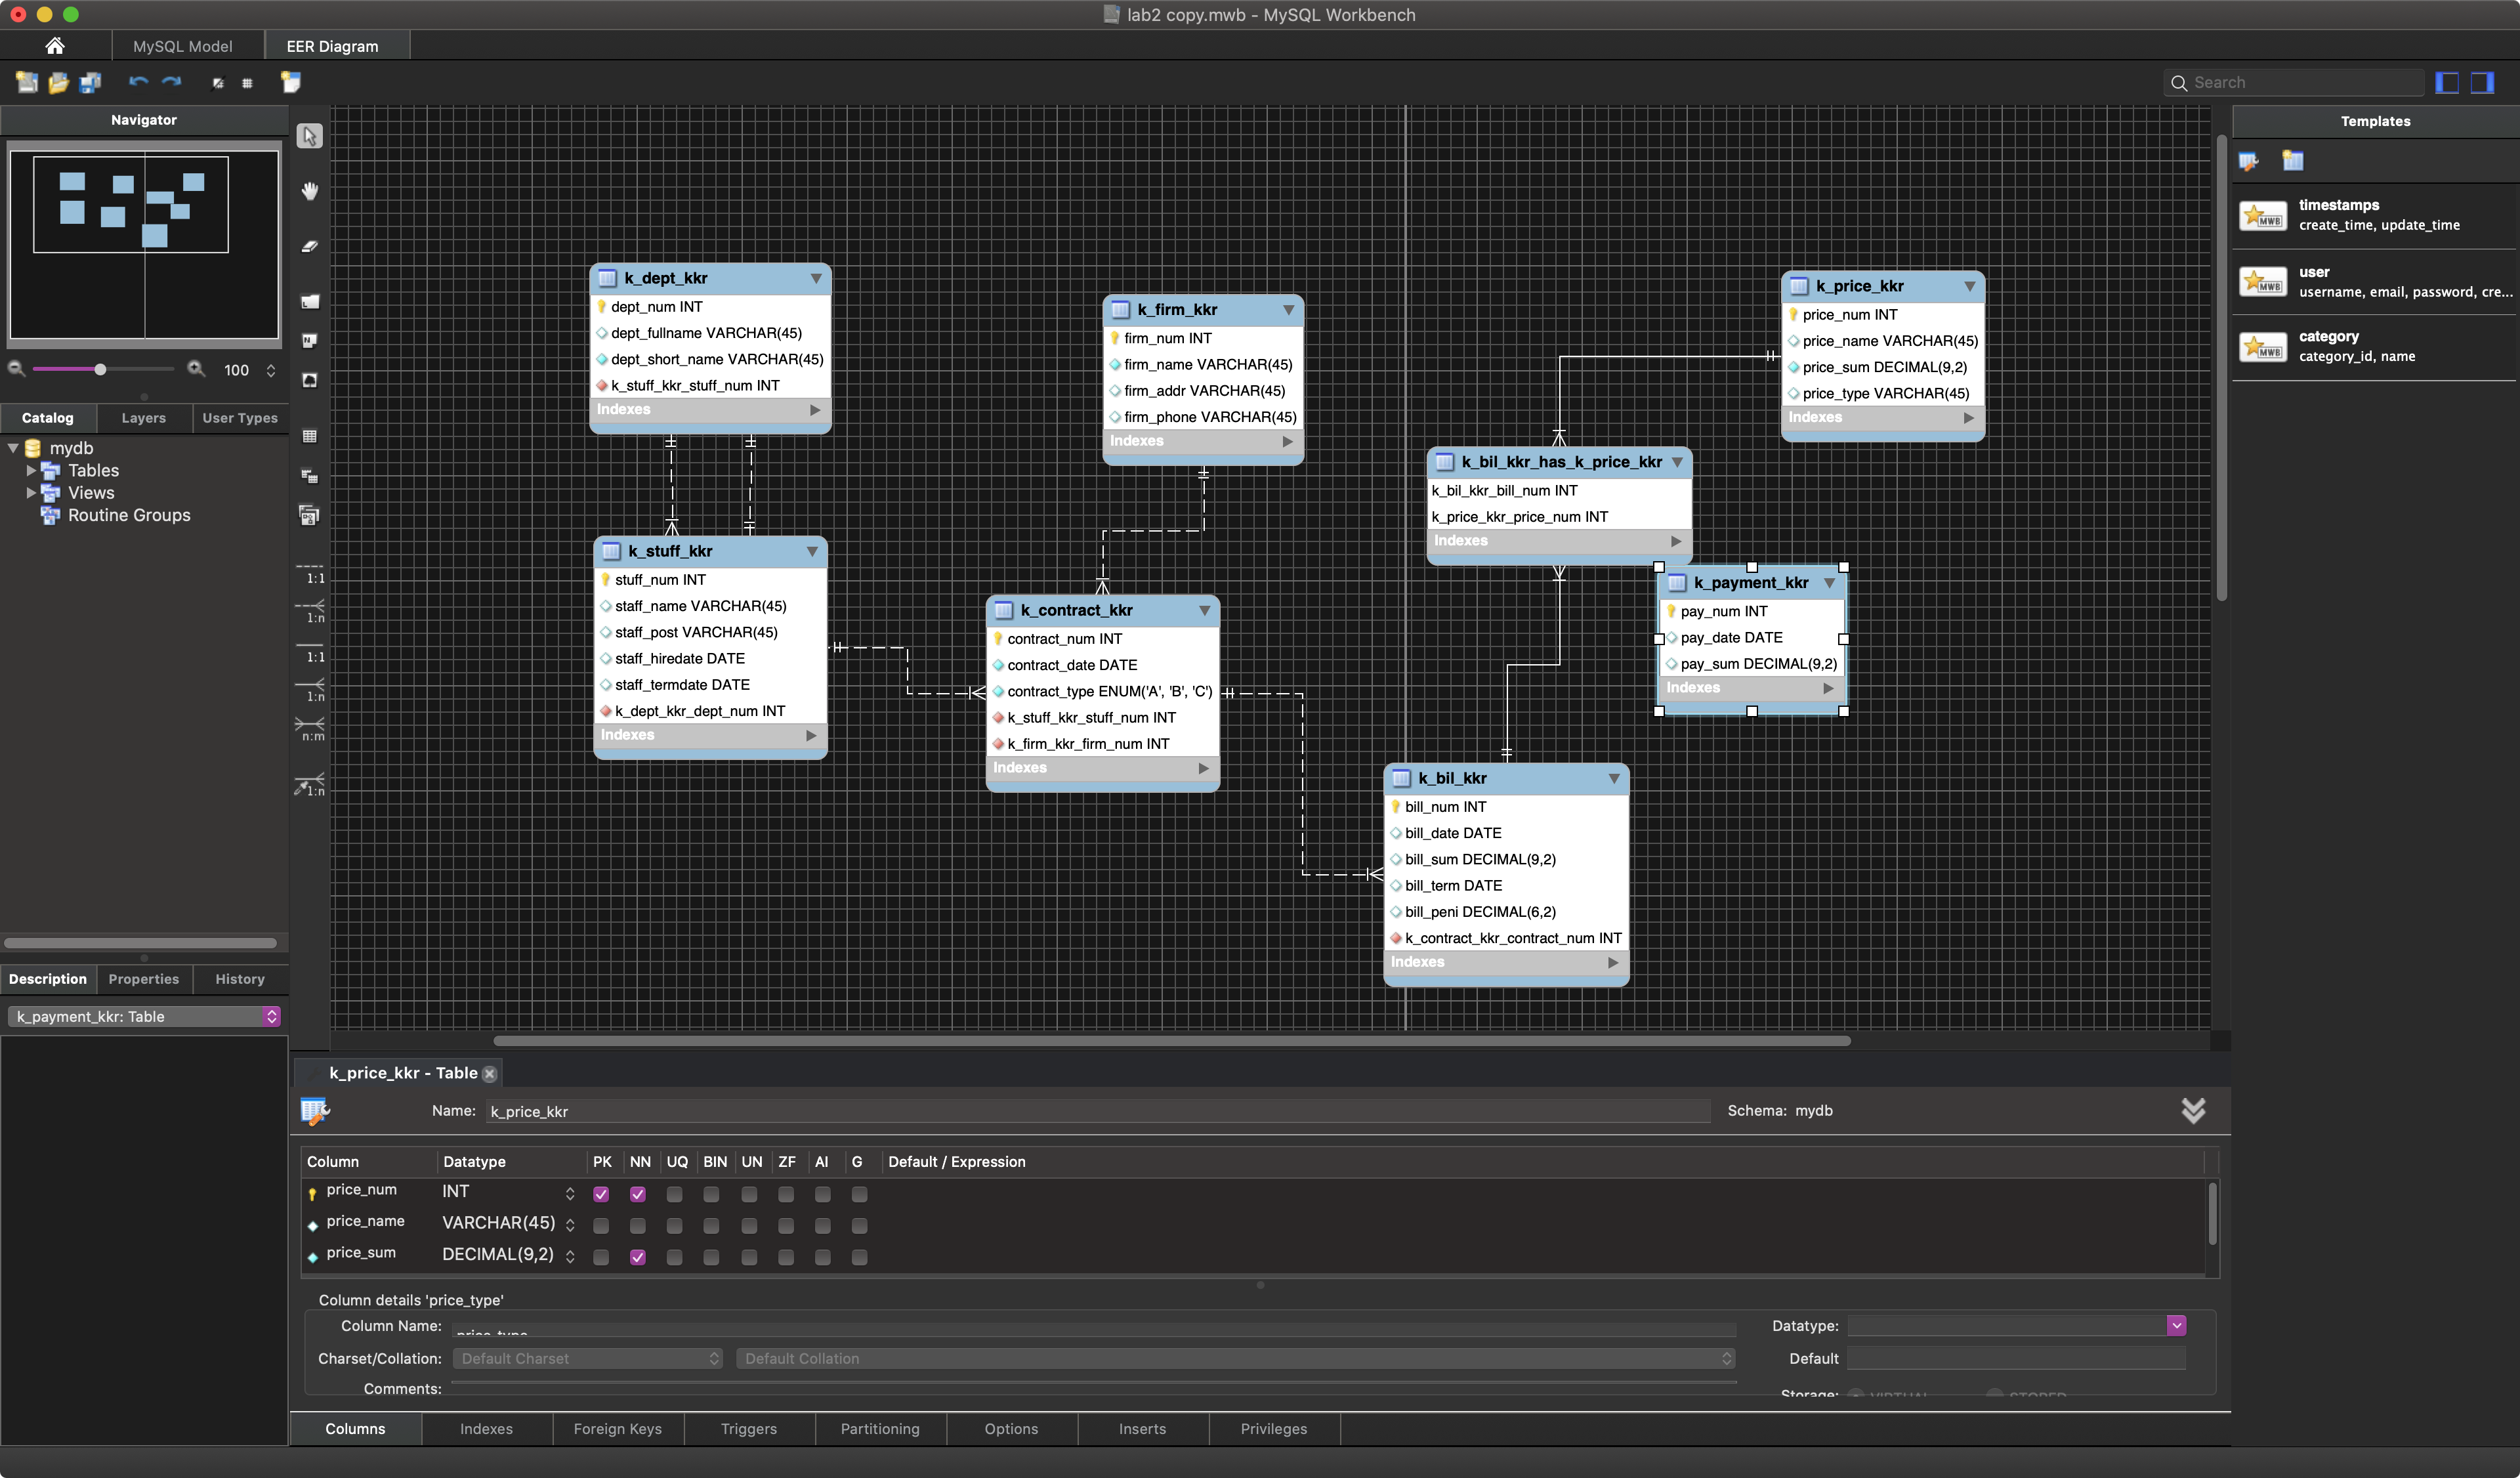 lab2 copy.mwb - MySQL Workbench
MySQL Model
EER Diagram
Search
Navigator
100
Catalog
Layers
User Types
mydb
Tables
Views
Routine Groups
Description
Properties
History
k_payment_kkr: Table
1:1
1:n
1:1
1:n
n:m
1:n
k_dept_kkr
dept_num INT
dept_fullname VARCHAR(45)
dept_short_name VARCHAR(45)
k_stuff_kkr_stuff_num INT
Indexes
k_firm_kkr
firm_num INT
firm_name VARCHAR(45)
firm_addr VARCHAR(45)
firm_phone VARCHAR(45)
Indexes
k_price_kkr
price_num INT
price_name VARCHAR(45)
price_sum DECIMAL(9,2)
price_type VARCHAR(45)
Indexes
k_bil_kkr_has_k_price_kkr
k_bil_kkr_bill_num INT
k_price_kkr_price_num INT
Indexes
k_stuff_kkr
stuff_num INT
staff_name VARCHAR(45)
staff_post VARCHAR(45)
staff_hiredate DATE
staff_termdate DATE
k_dept_kkr_dept_num INT
Indexes
k_contract_kkr
contract_num INT
contract_date DATE
contract_type ENUM('A', 'B', 'C')
k_stuff_kkr_stuff_num INT
k_firm_kkr_firm_num INT
Indexes
k_payment_kkr
pay_num INT
pay_date DATE
pay_sum DECIMAL(9,2)
Indexes
k_bil_kkr
bill_num INT
bill_date DATE
bill_sum DECIMAL(9,2)
bill_term DATE
bill_peni DECIMAL(6,2)
k_contract_kkr_contract_num INT
Indexes
Templates
MWB
timestamps
create_time, update_time
MWB
user
username, email, password, cre...
MWB
category
category_id, name
k_price_kkr - Table
Name: k_price_kkr
Schema: mydb
Column Datatype PK NN UQ BIN UN ZF AI G Default / Expression
price_num INT
price_name VARCHAR(45)
price_sum DECIMAL(9,2)
Column details 'price_type'
Column Name: price_type
Datatype:
Charset/Collation: Default Charset Default Collation
Default
Comments:
Storage: VIRTUAL STORED
Columns
Indexes
Foreign Keys
Triggers
Partitioning
Options
Inserts
Privileges